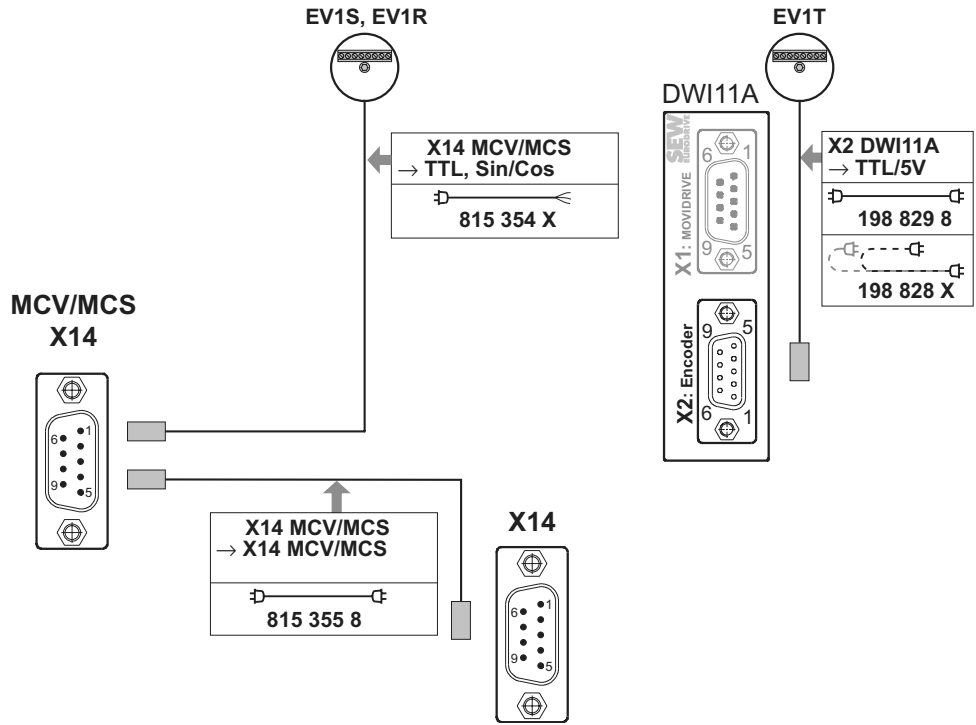 EV1S, EV1R
EV1T
DWI11A
X14 MCV/MCS
→ TTL, Sin/Cos
815 354 X
SEW
EURODRIVE
6 1
X1: MOVIDRIVE
9 5
X2 DWI11A
→ TTL/5V
198 829 8
198 828 X
MCV/MCS
X14
9 5
X2: Encoder
6 1
6 1
9 5
X14 MCV/MCS
→ X14 MCV/MCS
815 355 8
X14
6 1
9 5